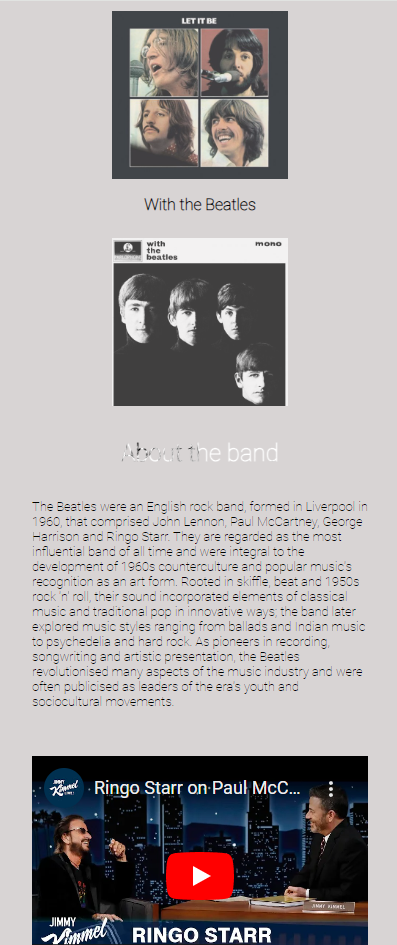 LET IT BE
With the Beatles
with
the
beatles
mono
About the band
The Beatles were an English rock band, formed in Liverpool in
1960, that comprised John Lennon, Paul McCartney, George
Harrison and Ringo Starr. They are regarded as the most
influential band of all time and were integral to the
development of 1960s counterculture and popular music's
recognition as an art form. Rooted in skiffle, beat and 1950s
rock 'n' roll, their sound incorporated elements of classical
music and traditional pop in innovative ways; the band later
explored music styles ranging from ballads and Indian music
to psychedelia and hard rock. As pioneers in recording,
songwriting and artistic presentation, the Beatles
revolutionised many aspects of the music industry and were
often publicised as leaders of the era's youth and
sociocultural movements.
Ringo Starr on Paul McC...
JIMMY KIMMEL
JIMMY
Kimmel
RINGO STARR